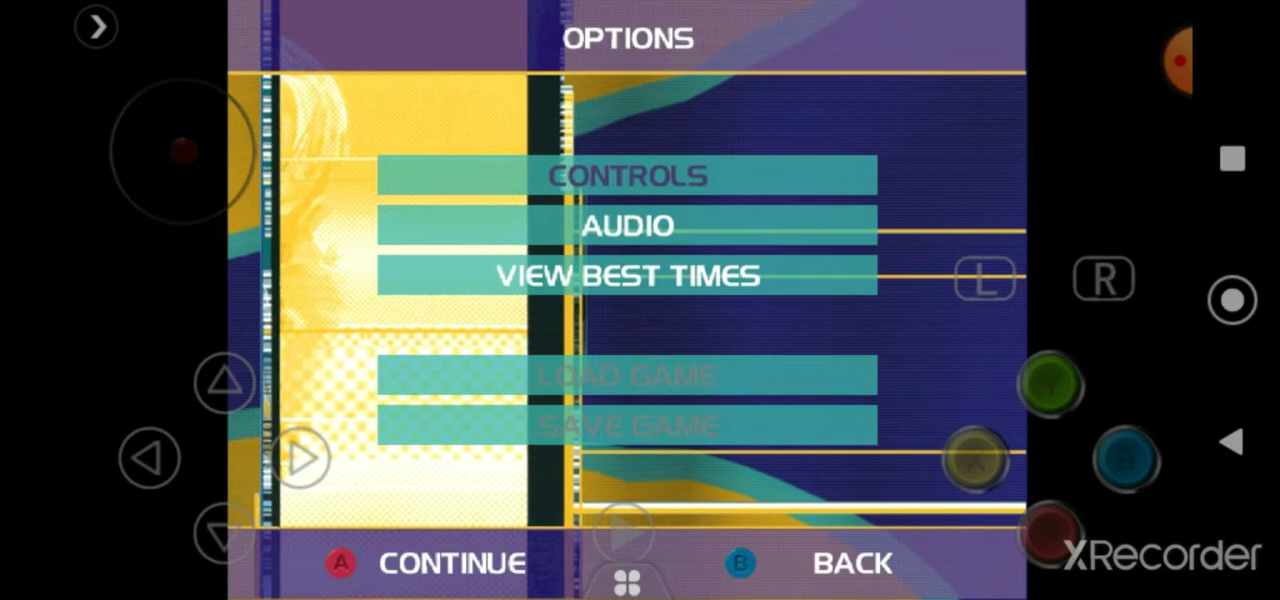 OPTIONS
CONTROLS
AUDIO
VIEW BEST TIMES
L R
LOAD GAME
Y
SAVE GAME
X B
A CONTINUE B BACK
XRecorder